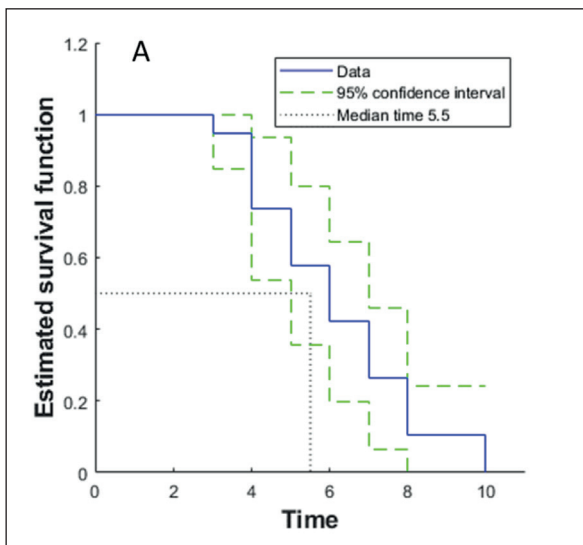 A
Data
95% confidence interval
Median time 5.5
Estimated survival function
1.2
1
0.8
0.6
0.4
0.2
0
0 2 4 6 8 10
Time